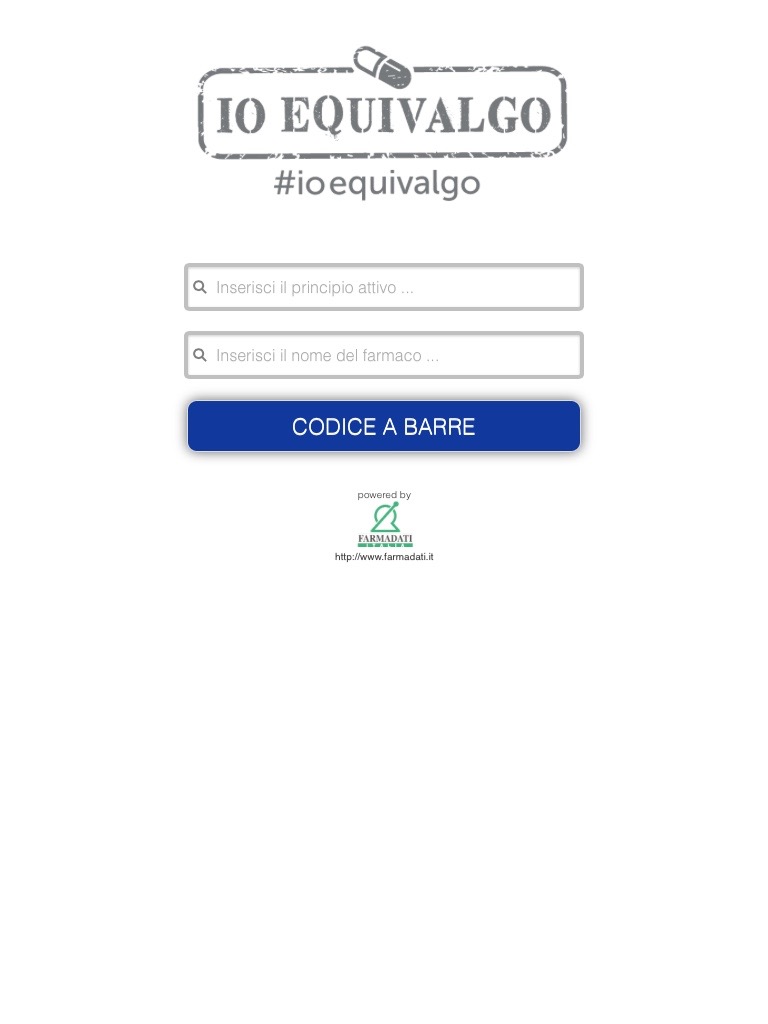 IO EQUIVALGO
#ioequivalgo
Inserisci il principio attivo ...
Inserisci il nome del farmaco ...
CODICE A BARRE
powered by
FARMADATI
ITALIA
http://www.farmadati.it